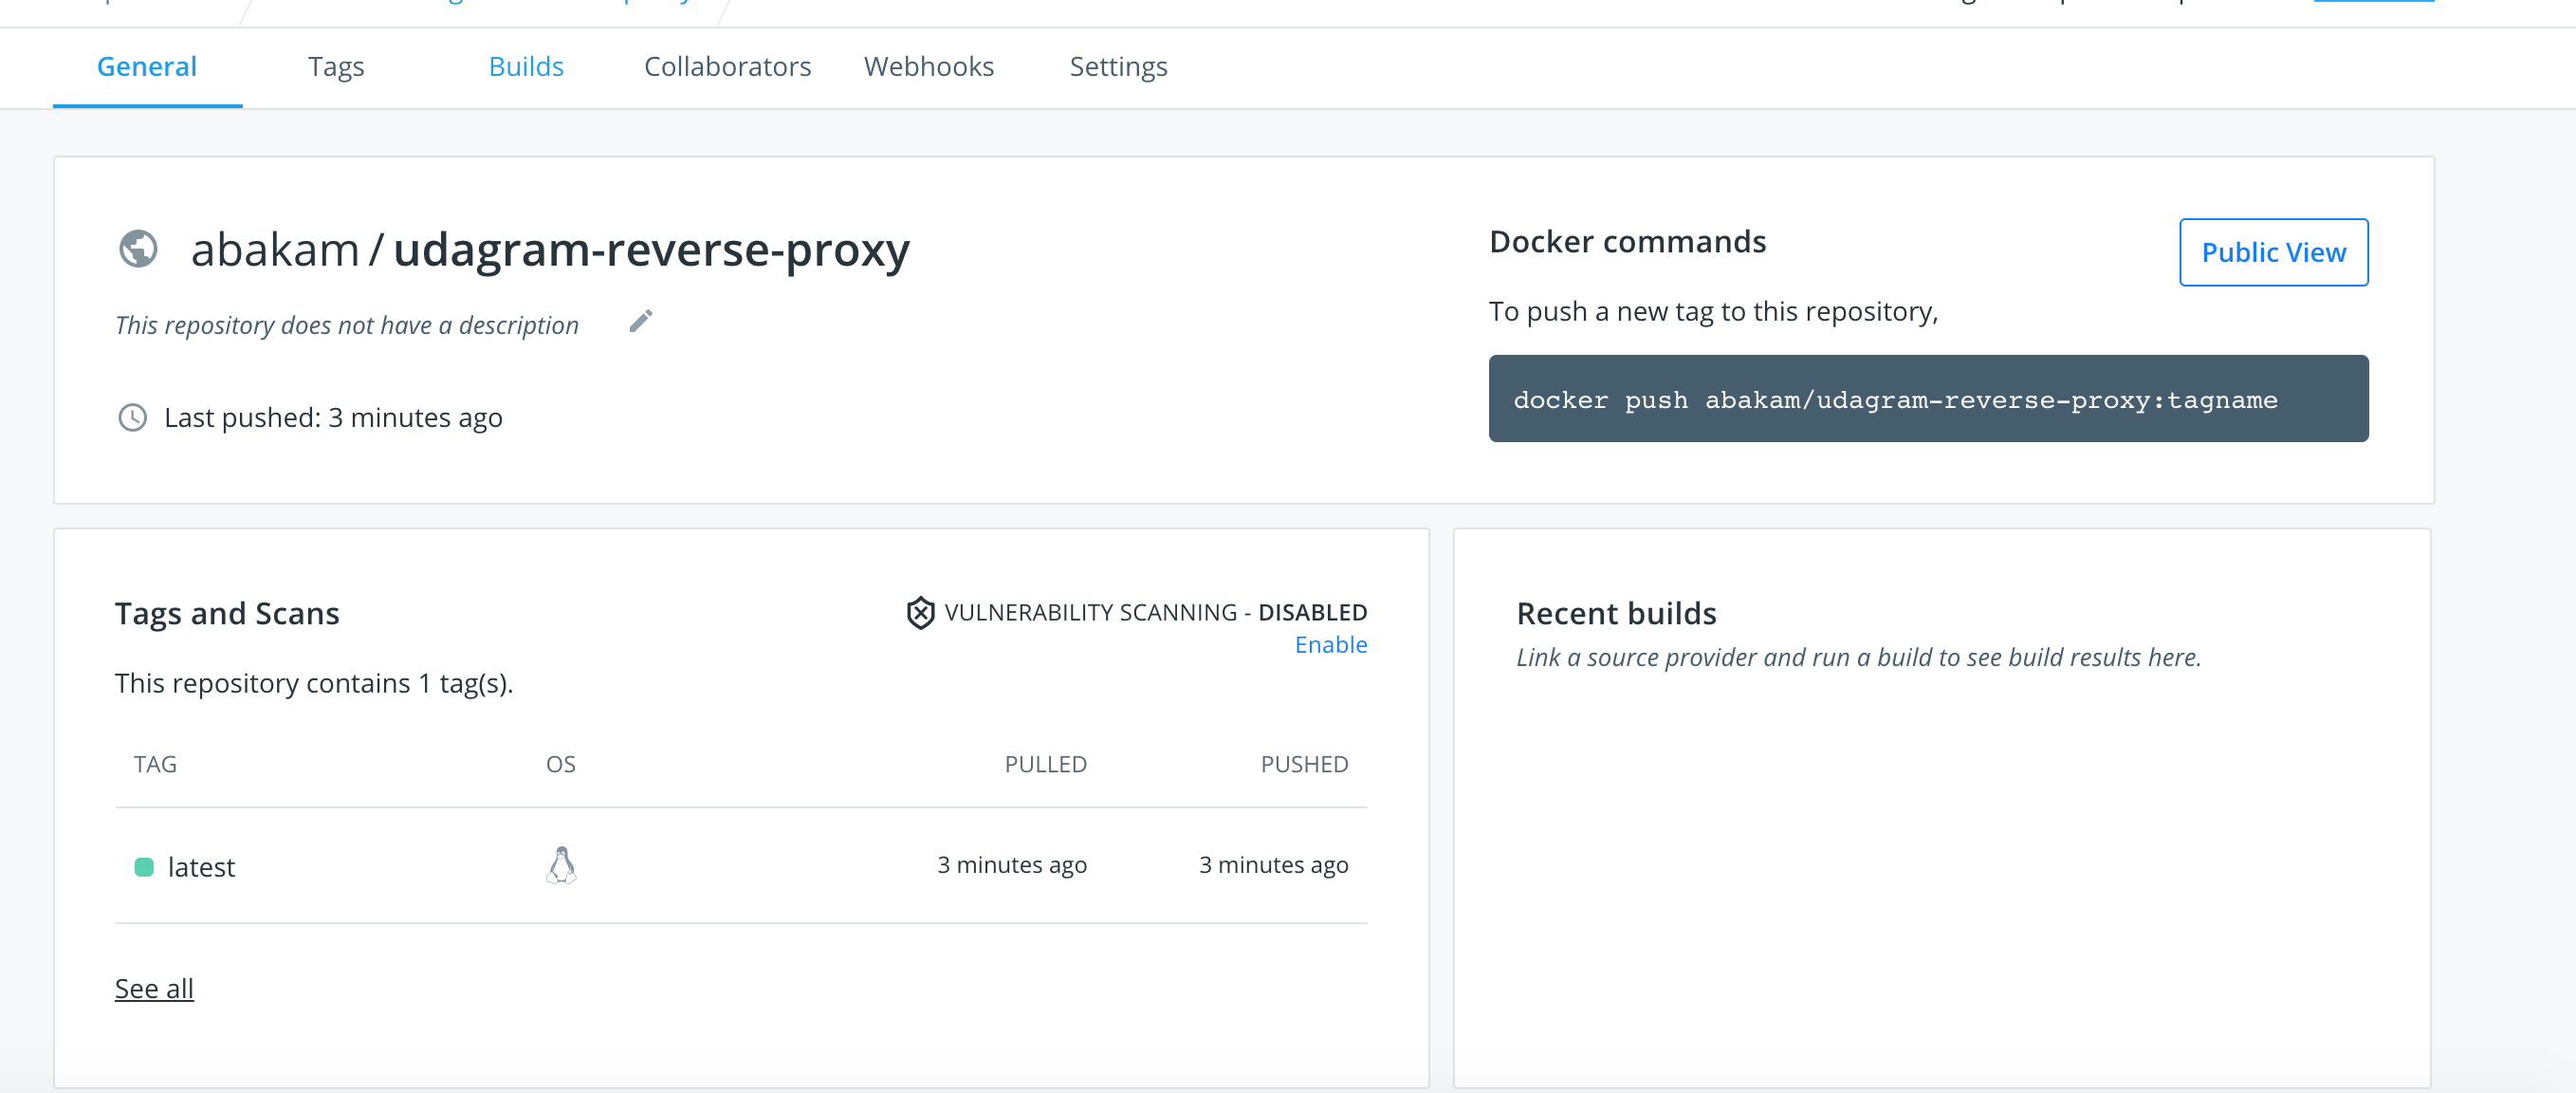 General Tags Builds Collaborators Webhooks Settings
abakam / udagram-reverse-proxy
This repository does not have a description
Last pushed: 3 minutes ago
Docker commands
Public View
To push a new tag to this repository,
docker push abakam/udagram-reverse-proxy:tagname
Tags and Scans
VULNERABILITY SCANNING - DISABLED
Enable
This repository contains 1 tag(s).
TAG OS PULLED PUSHED
latest 3 minutes ago 3 minutes ago
See all
Recent builds
Link a source provider and run a build to see build results here.